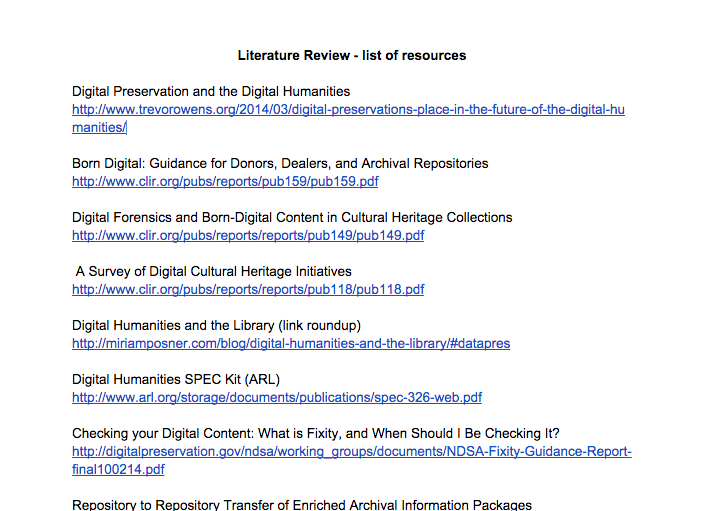 Literature Review - list of resources
Digital Preservation and the Digital Humanities
http://www.trevorowens.org/2014/03/digital-preservations-place-in-the-future-of-the-digital-hu
manities/
Born Digital: Guidance for Donors, Dealers, and Archival Repositories
http://www.clir.org/pubs/reports/pub159/pub159.pdf
Digital Forensics and Born-Digital Content in Cultural Heritage Collections
http://www.clir.org/pubs/reports/reports/pub149/pub149.pdf
A Survey of Digital Cultural Heritage Initiatives
http://www.clir.org/pubs/reports/reports/pub118/pub118.pdf
Digital Humanities and the Library (link roundup)
http://miriamposner.com/blog/digital-humanities-and-the-library/#datapres
Digital Humanities SPEC Kit (ARL)
http://www.arl.org/storage/documents/publications/spec-326-web.pdf
Checking your Digital Content: What is Fixity, and When Should I Be Checking It?
http://digitalpreservation.gov/ndsa/working_groups/documents/NDSA-Fixity-Guidance-Report-
final100214.pdf
Repository to Repository Transfer of Enriched Archival Information Packages